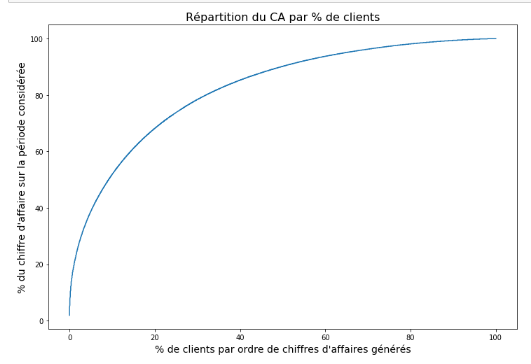 Répartition du CA par % de clients
% du chiffre d'affaire sur la période considérée
100
80
60
40
20
0
0 20 40 60 80 100
% de clients par ordre de chiffres d'affaires générés